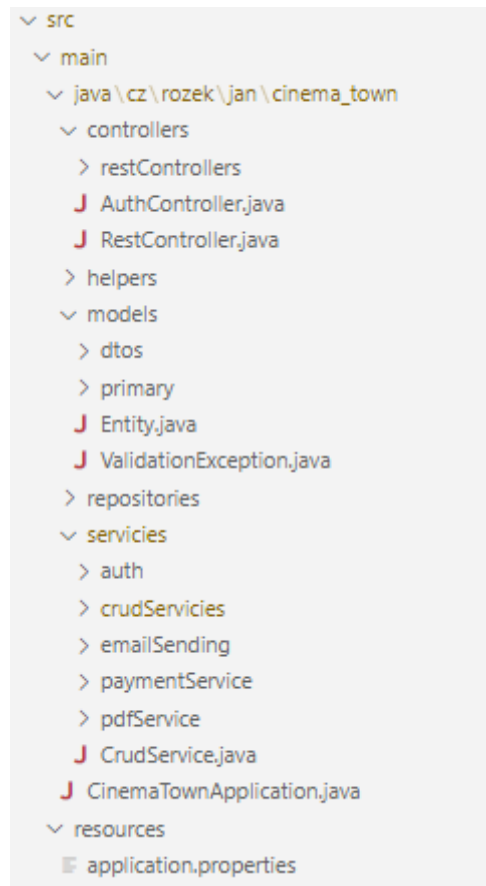 src
main
java\cz\rozek\jan\cinema_town
controllers
restControllers
J AuthController.java
J RestController.java
helpers
models
dtos
primary
J Entity.java
J ValidationException.java
repositories
servicies
auth
crudServicies
emailSending
paymentService
pdfService
J CrudService.java
J CinemaTownApplication.java
resources
application.properties